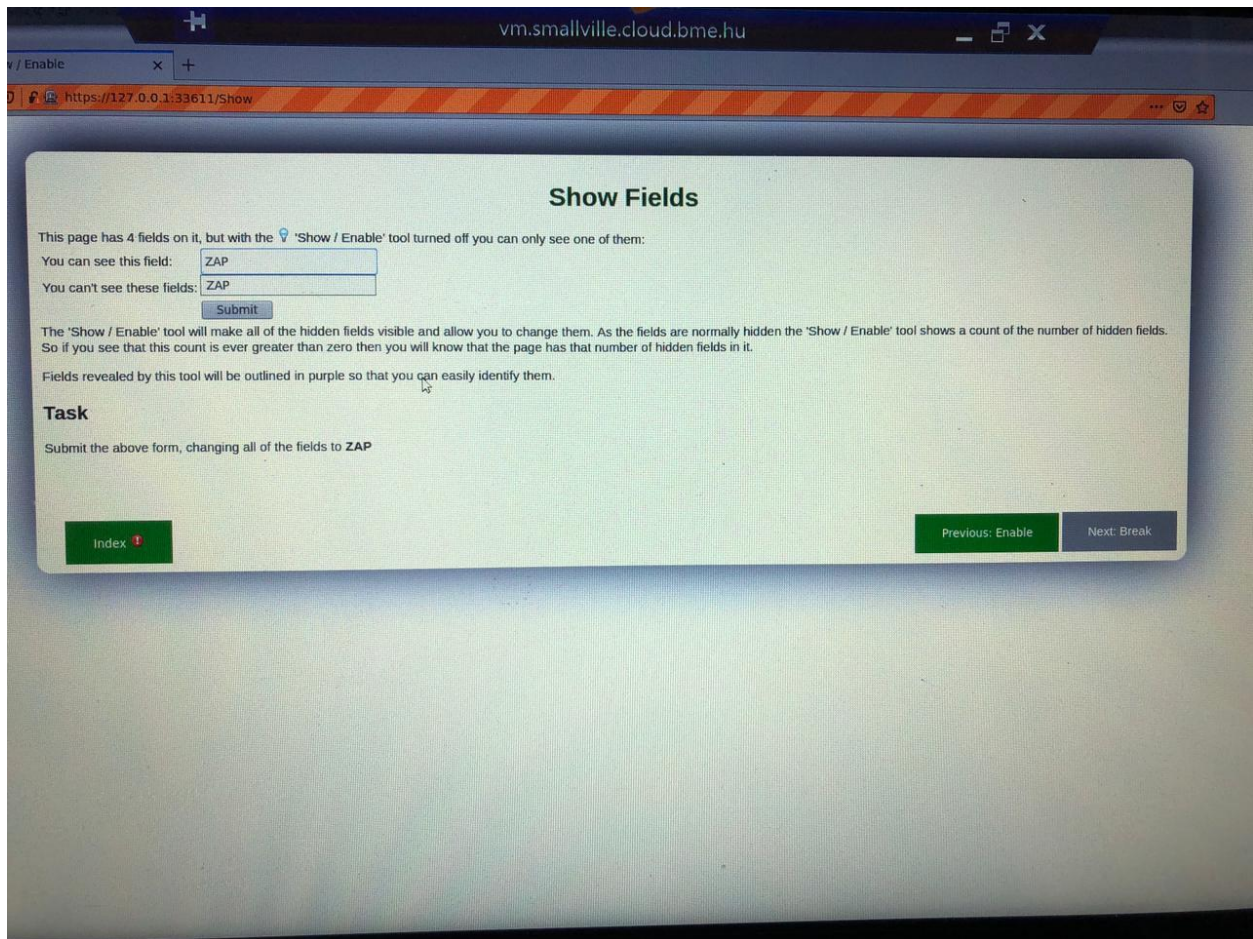 vm.smallville.cloud.bme.hu
/ Enable
https://127.0.0.1:33611/Show
Show Fields
This page has 4 fields on it, but with the 'Show / Enable' tool turned off you can only see one of them:
You can see this field: ZAP
You can't see these fields: ZAP
Submit
The 'Show / Enable' tool will make all of the hidden fields visible and allow you to change them. As the fields are normally hidden the 'Show / Enable' tool shows a count of the number of hidden fields.
So if you see that this count is ever greater than zero then you will know that the page has that number of hidden fields in it.
Fields revealed by this tool will be outlined in purple so that you can easily identify them.
Task
Submit the above form, changing all of the fields to ZAP
Index
Previous: Enable
Next: Break